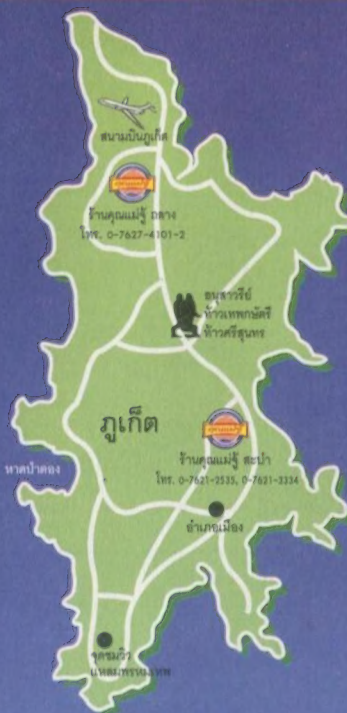 สนามบินภูเก็ต
ร้านคุณแม่จู้ ถลาง
โทร. 0-7627-4101-2
อนุสาวรีย์
ท้าวเทพกษัตรี
ท้าวศรีสุนทร
ภูเก็ต
หาดป่าตอง
ร้านคุณแม่จู้ สะปำ
โทร. 0-7621-2535, 0-7621-3334
อำเภอเมือง
จุดชมวิว
แหลมพรหมเทพ